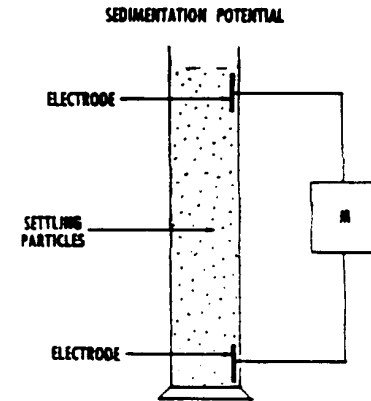 SEDIMENTATION POTENTIAL
ELECTRODE
SETTLING
PARTICLES
M
ELECTRODE